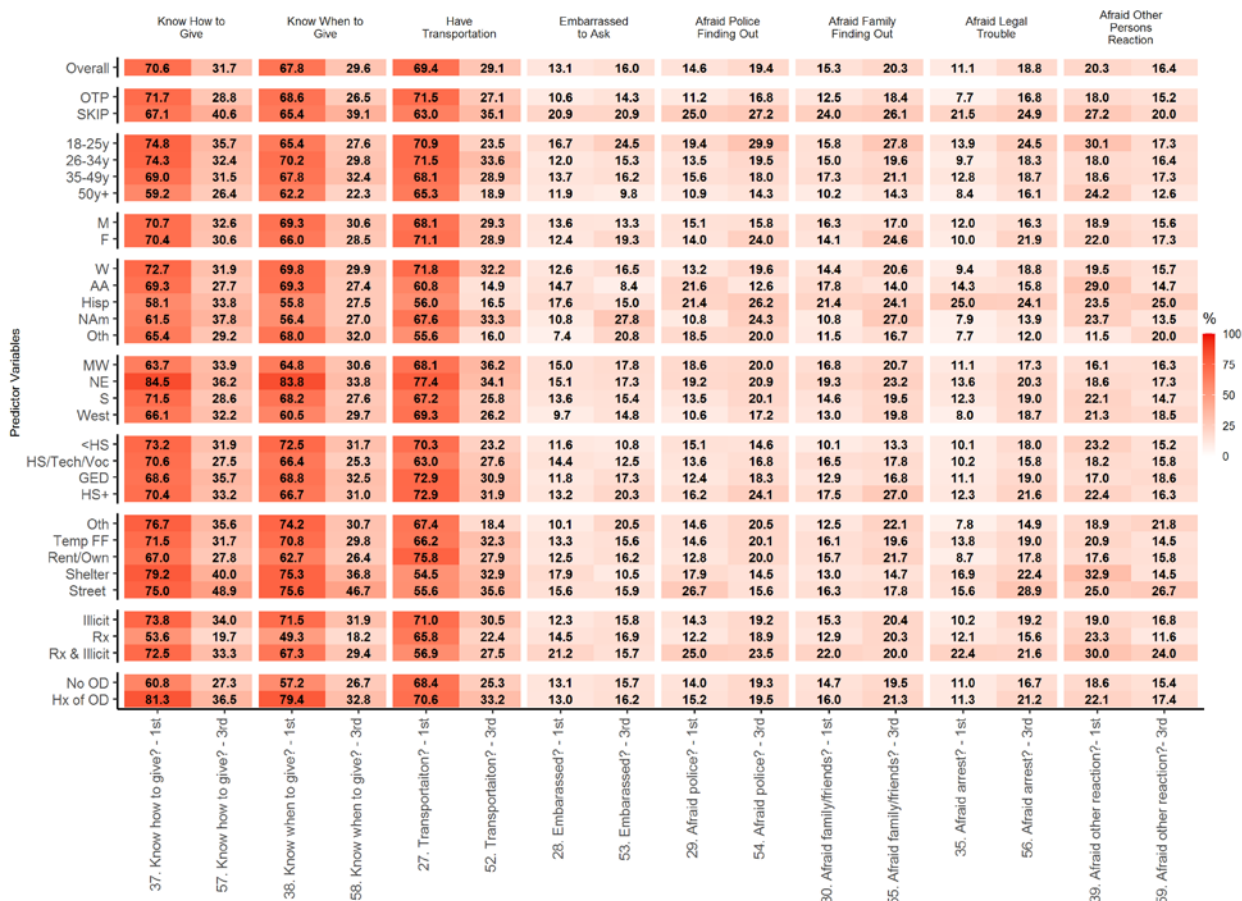 Know How to Give Know When to Give Have Transportation Embarrassed to Ask Afraid Police Finding Out Afraid Family Finding Out Afraid Legal Trouble Afraid Other Persons Reaction
Overall 70.6 31.7 67.8 29.6 69.4 29.1 13.1 16.0 14.6 19.4 15.3 20.3 11.1 18.8 20.3 16.4
OTP 71.7 28.8 68.6 26.5 71.5 27.1 10.6 14.3 11.2 16.8 12.5 18.4 7.7 16.8 18.0 15.2
SKIP 67.1 40.6 65.4 39.1 63.0 35.1 20.9 20.9 25.0 27.2 24.0 26.1 21.5 24.9 27.2 20.0
18-25y 74.8 35.7 65.4 27.6 70.9 23.5 16.7 24.5 19.4 29.9 15.8 27.8 13.9 24.5 30.1 17.3
26-34y 74.3 32.4 70.2 29.8 71.5 33.6 12.0 15.3 13.5 19.5 15.0 19.6 9.7 18.3 18.0 16.4
35-49y 69.0 31.5 67.8 32.4 68.1 28.9 13.7 16.2 15.6 18.0 17.3 21.1 12.8 18.7 18.6 17.3
50y+ 59.2 26.4 62.2 22.3 65.3 18.9 11.9 9.8 10.9 14.3 10.2 14.3 8.4 16.1 24.2 12.6
M 70.7 32.6 69.3 30.6 68.1 29.3 13.6 13.3 15.1 15.8 16.3 17.0 12.0 16.3 18.9 15.6
F 70.4 30.6 66.0 28.5 71.1 28.9 12.4 19.3 14.0 24.0 14.1 24.6 10.0 21.9 22.0 17.3
W 72.7 31.9 69.8 29.9 71.8 32.2 12.6 16.5 13.2 19.6 14.4 20.6 9.4 18.8 19.5 15.7
AA 69.3 27.7 69.3 27.4 60.8 14.9 14.7 8.4 21.6 12.6 17.8 14.0 14.3 15.8 29.0 14.7
Hisp 58.1 33.8 55.8 27.5 56.0 16.5 17.6 15.0 21.4 26.2 21.4 24.1 25.0 24.1 23.5 25.0
NAm 61.5 37.8 56.4 27.0 67.6 33.3 10.8 27.8 10.8 24.3 10.8 27.0 7.9 13.9 23.7 13.5
Oth 65.4 29.2 68.0 32.0 55.6 16.0 7.4 20.8 18.5 20.0 11.5 16.7 7.7 12.0 11.5 20.0
MW 63.7 33.9 64.8 30.6 68.1 36.2 15.0 17.8 18.6 20.0 16.8 20.7 11.1 17.3 16.1 16.3
NE 84.5 36.2 83.8 33.8 77.4 34.1 15.1 17.3 19.2 20.9 19.3 23.2 13.6 20.3 18.6 17.3
S 71.5 28.6 68.2 27.6 67.2 25.8 13.6 15.4 13.5 20.1 14.6 19.5 12.3 19.0 22.1 14.7
West 66.1 32.2 60.5 29.7 69.3 26.2 9.7 14.8 10.6 17.2 13.0 19.8 8.0 18.7 21.3 18.5
<HS 73.2 31.9 72.5 31.7 70.3 23.2 11.6 10.8 15.1 14.6 10.1 13.3 10.1 18.0 23.2 15.2
HS/Tech/Voc 70.6 27.5 66.4 25.3 63.0 27.6 14.4 12.5 13.6 16.8 16.5 17.8 10.2 15.8 18.2 15.8
GED 68.6 35.7 68.8 32.5 72.9 30.9 11.8 17.3 12.4 18.3 12.9 16.8 11.1 19.0 17.0 18.6
HS+ 70.4 33.2 66.7 31.0 72.9 31.9 13.2 20.3 16.2 24.1 17.5 27.0 12.3 21.6 22.4 16.3
Oth 76.7 35.6 74.2 30.7 67.4 18.4 10.1 20.5 14.6 20.5 12.5 22.1 7.8 14.9 18.9 21.8
Temp FF 71.5 31.7 70.8 29.8 66.2 32.3 13.3 15.6 14.6 20.1 16.1 19.6 13.8 19.0 20.9 14.5
Rent/Own 67.0 27.8 62.7 26.4 75.8 27.9 12.5 16.2 12.8 20.0 15.7 21.7 8.7 17.8 17.6 15.8
Shelter 79.2 40.0 75.3 36.8 54.5 32.9 17.9 10.5 17.9 14.5 13.0 14.7 16.9 22.4 32.9 14.5
Street 75.0 48.9 75.6 46.7 55.6 35.6 15.6 15.9 26.7 15.6 16.3 17.8 15.6 28.9 25.0 26.7
Illicit 73.8 34.0 71.5 31.9 71.0 30.5 12.3 15.8 14.3 19.2 15.3 20.4 10.2 19.2 19.0 16.8
Rx 53.6 19.7 49.3 18.2 65.8 22.4 14.5 16.9 12.2 18.9 12.9 20.3 12.1 15.6 23.3 11.6
Rx & Illicit 72.5 33.3 67.3 29.4 56.9 27.5 21.2 15.7 25.0 23.5 22.0 20.0 22.4 21.6 30.0 24.0
No OD 60.8 27.3 57.2 26.7 68.4 25.3 13.1 15.7 14.0 19.3 14.7 19.5 11.0 16.7 18.6 15.4
Hx of OD 81.3 36.5 79.4 32.8 70.6 33.2 13.0 16.2 15.2 19.5 16.0 21.3 11.3 21.2 22.1 17.4
37. Know how to give? - 1st
57. Know how to give? - 3rd
38. Know when to give? - 1st
58. Know when to give? - 3rd
27. Transportaiton? - 1st
52. Transportaiton? - 3rd
28. Embarassed? - 1st
53. Embarassed? - 3rd
29. Afraid police? - 1st
54. Afraid police? - 3rd
30. Afraid family/friends? - 1st
55. Afraid family/friends? - 3rd
35. Afraid arrest? - 1st
56. Afraid arrest? - 3rd
39. Afraid other reaction?- 1st
59. Afraid other reaction?- 3rd
Predictor Variables
%
100
75
50
25
0